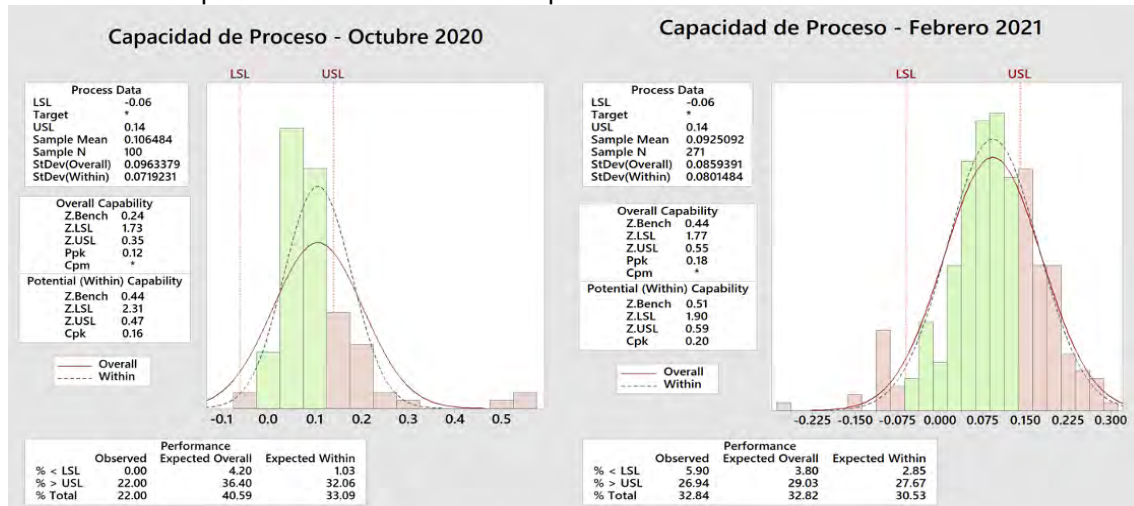 Capacidad de Proceso - Octubre 2020
LSL
USL
Process Data
LSL -0.06
Target *
USL 0.14
Sample Mean 0.106484
Sample N 100
StDev(Overall) 0.0963379
StDev(Within) 0.0719231
Overall Capability
Z.Bench 0.24
Z.LSL 1.73
Z.USL 0.35
Ppk 0.12
Cpm *
Potential (Within) Capability
Z.Bench 0.44
Z.LSL 2.31
Z.USL 0.47
Cpk 0.16
Overall
Within
-0.1 0.0 0.1 0.2 0.3 0.4 0.5
Performance
Observed Expected Overall Expected Within
% < LSL 0.00 4.20 1.03
% > USL 22.00 36.40 32.06
% Total 22.00 40.59 33.09
Capacidad de Proceso - Febrero 2021
LSL
USL
Process Data
LSL -0.06
Target *
USL 0.14
Sample Mean 0.0925092
Sample N 271
StDev(Overall) 0.0859391
StDev(Within) 0.0801484
Overall Capability
Z.Bench 0.44
Z.LSL 1.77
Z.USL 0.55
Ppk 0.18
Cpm *
Potential (Within) Capability
Z.Bench 0.51
Z.LSL 1.90
Z.USL 0.59
Cpk 0.20
Overall
Within
-0.225 -0.150 -0.075 0.000 0.075 0.150 0.225 0.300
Performance
Observed Expected Overall Expected Within
% < LSL 5.90 3.80 2.85
% > USL 26.94 29.03 27.67
% Total 32.84 32.82 30.53